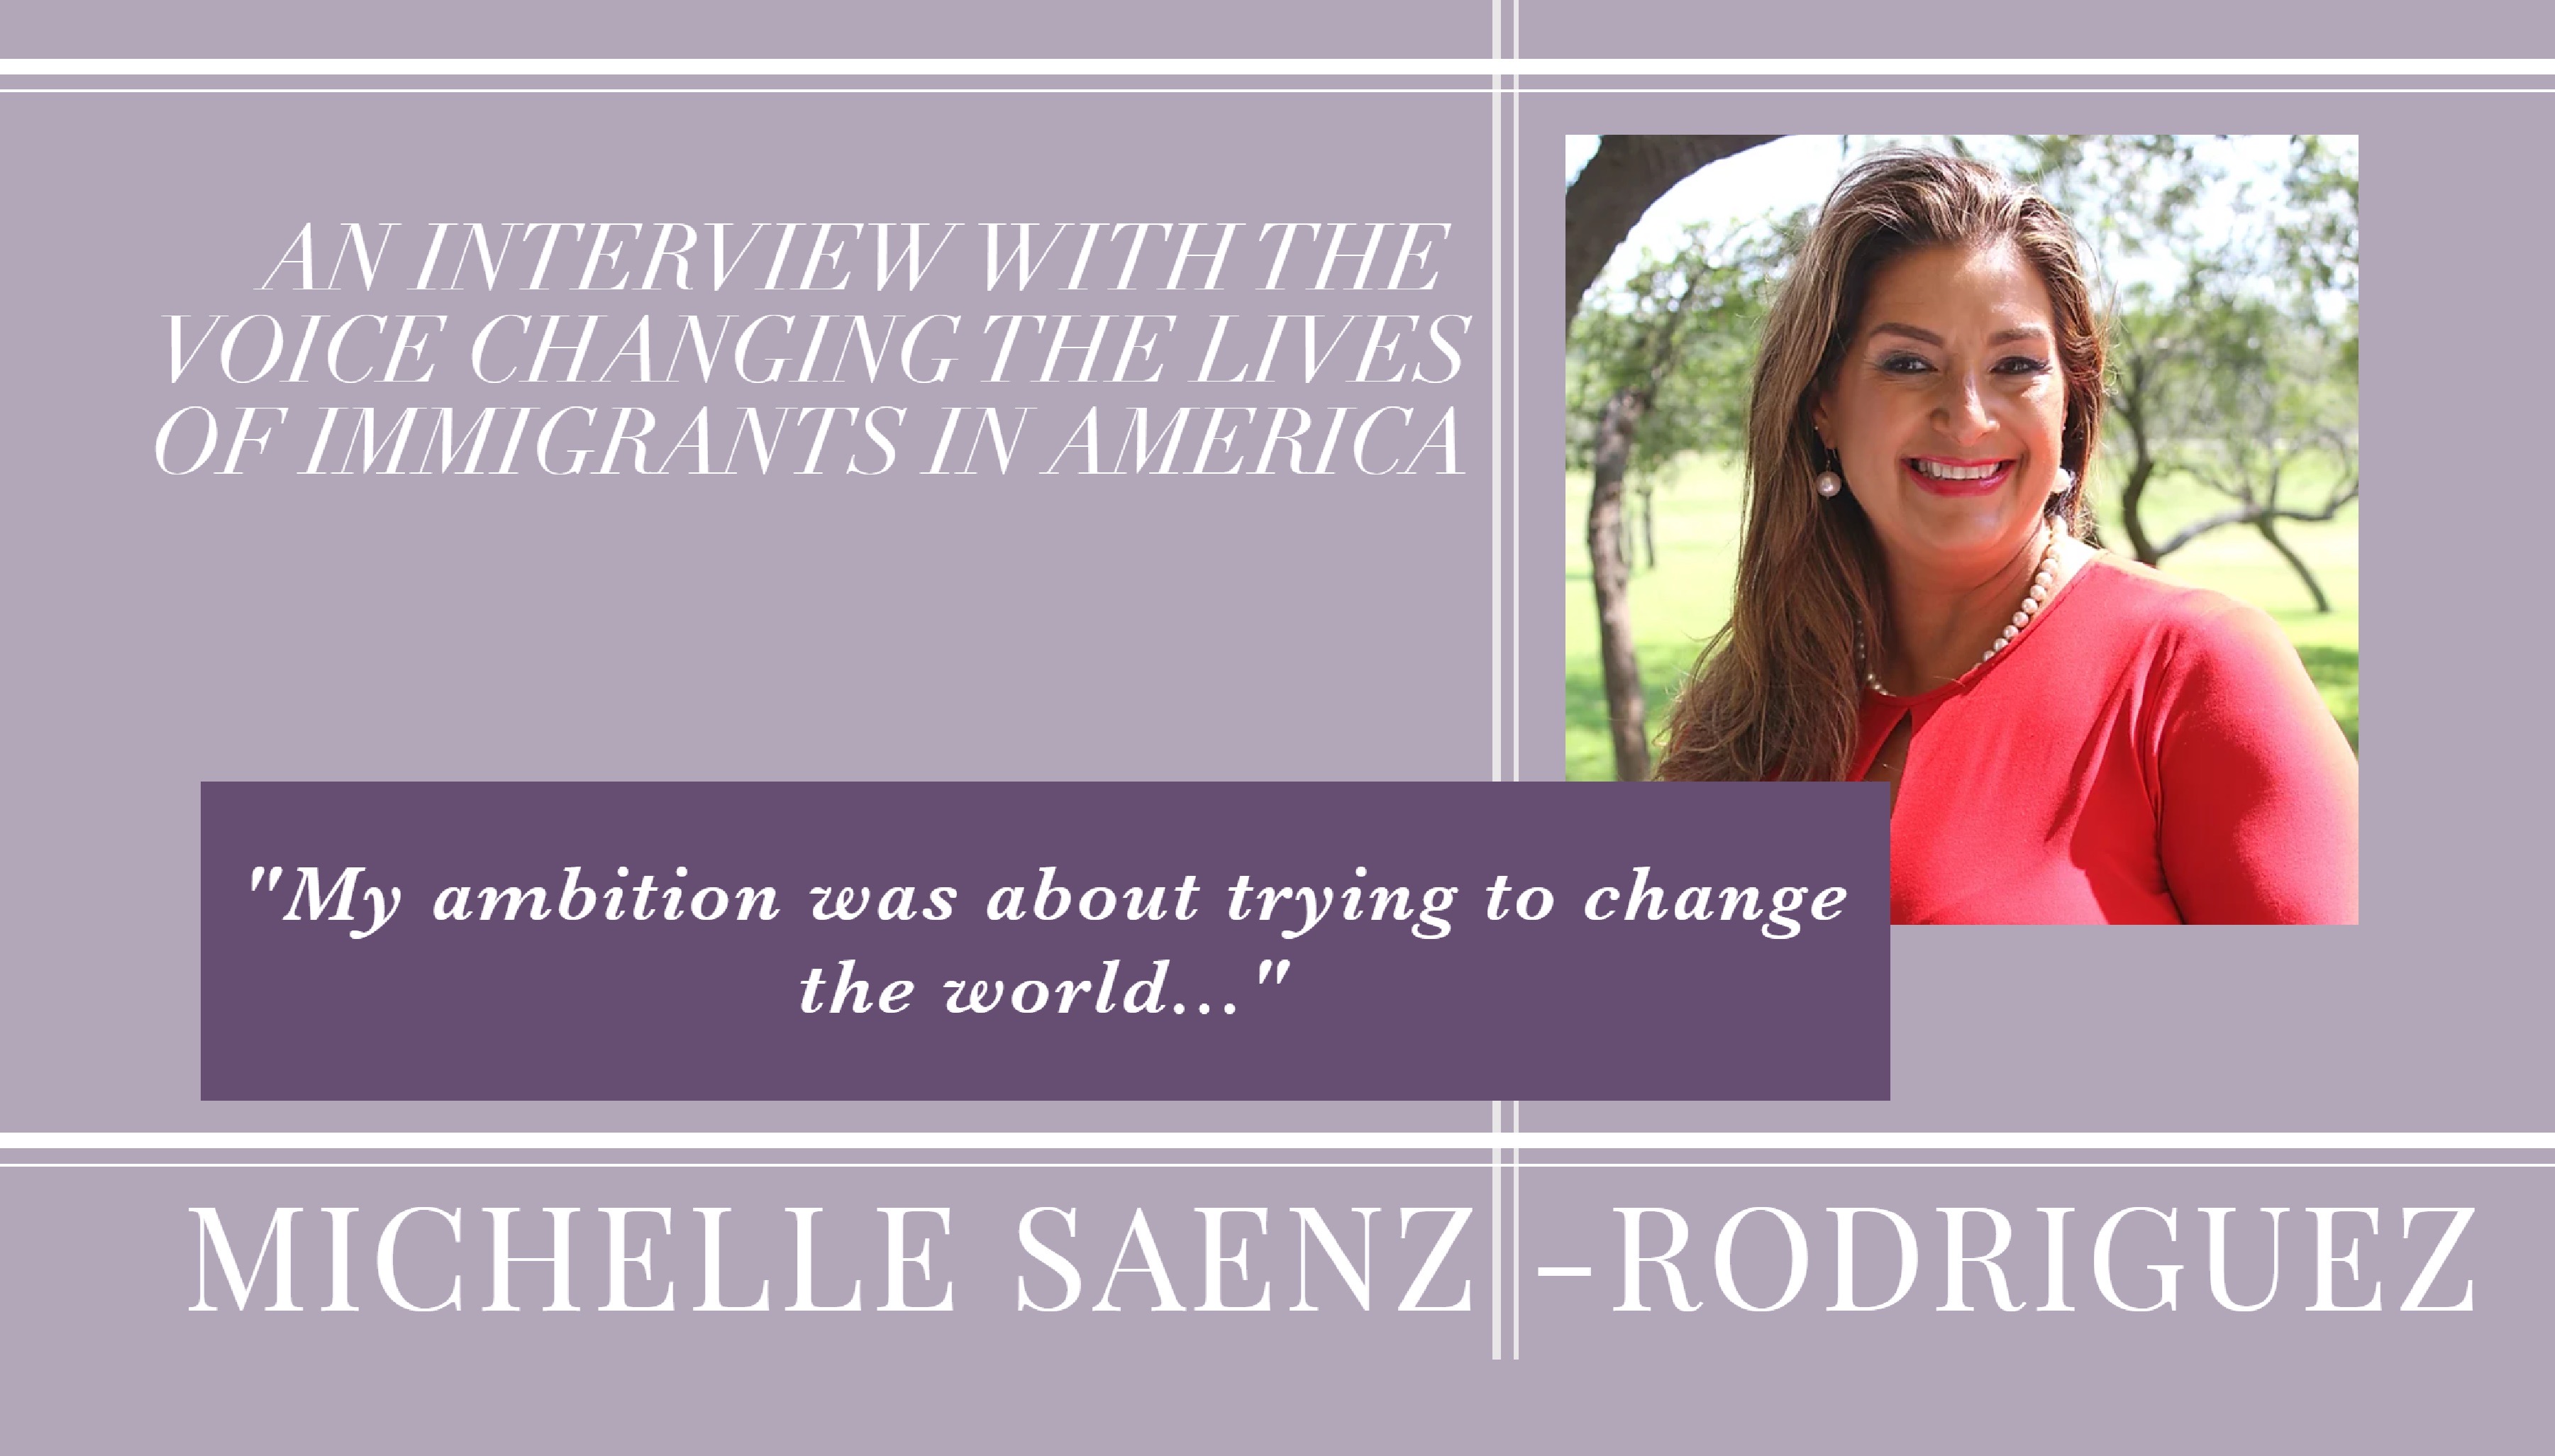 AN INTERVIEW WITH THE
VOICE CHANGING THE LIVES
OF IMMIGRANTS IN AMERICA
"My ambition was about trying to change
the world..."
MICHELLE SAENZ -RODRIGUEZ